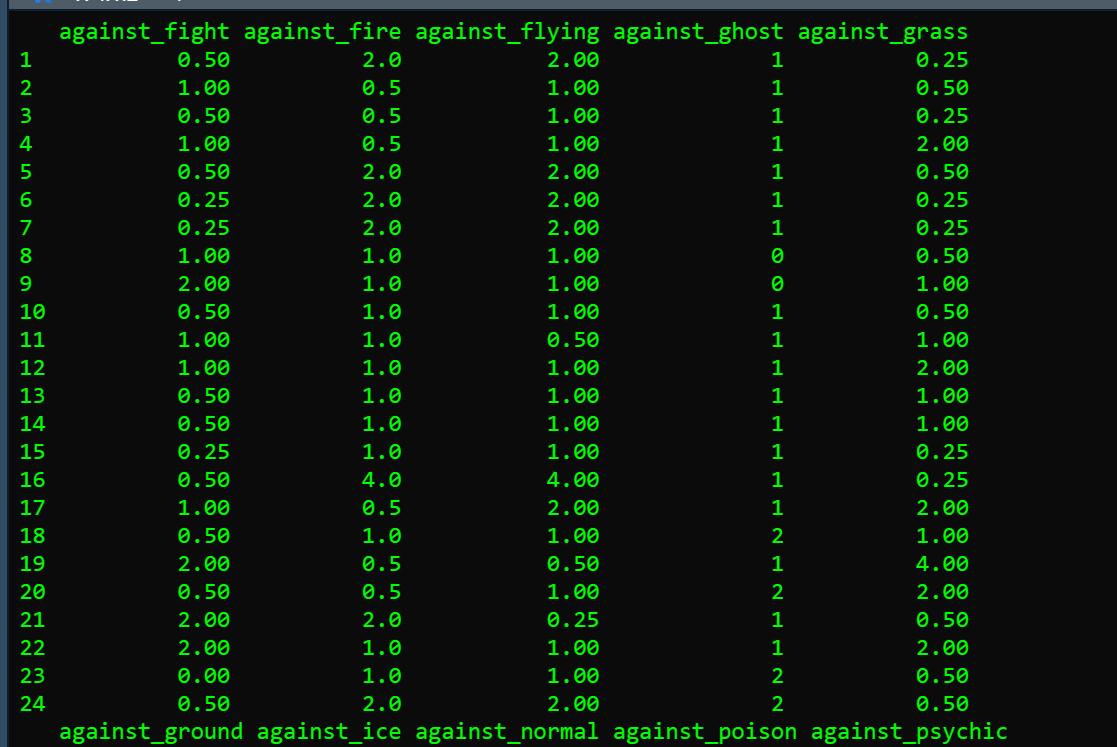 against_fight against_fire against_flying against_ghost against_grass
1 0.50 2.0 2.00 1 0.25
2 1.00 0.5 1.00 1 0.50
3 0.50 0.5 1.00 1 0.25
4 1.00 0.5 1.00 1 2.00
5 0.50 2.0 2.00 1 0.50
6 0.25 2.0 2.00 1 0.25
7 0.25 2.0 2.00 1 0.25
8 1.00 1.0 1.00 0 0.50
9 2.00 1.0 1.00 0 1.00
10 0.50 1.0 1.00 1 0.50
11 1.00 1.0 0.50 1 1.00
12 1.00 1.0 1.00 1 2.00
13 0.50 1.0 1.00 1 1.00
14 0.50 1.0 1.00 1 1.00
15 0.25 1.0 1.00 1 0.25
16 0.50 4.0 4.00 1 0.25
17 1.00 0.5 2.00 1 2.00
18 0.50 1.0 1.00 2 1.00
19 2.00 0.5 0.50 1 4.00
20 0.50 0.5 1.00 2 2.00
21 2.00 2.0 0.25 1 0.50
22 2.00 1.0 1.00 1 2.00
23 0.00 1.0 1.00 2 0.50
24 0.50 2.0 2.00 2 0.50
against_ground against_ice against_normal against_poison against_psychic